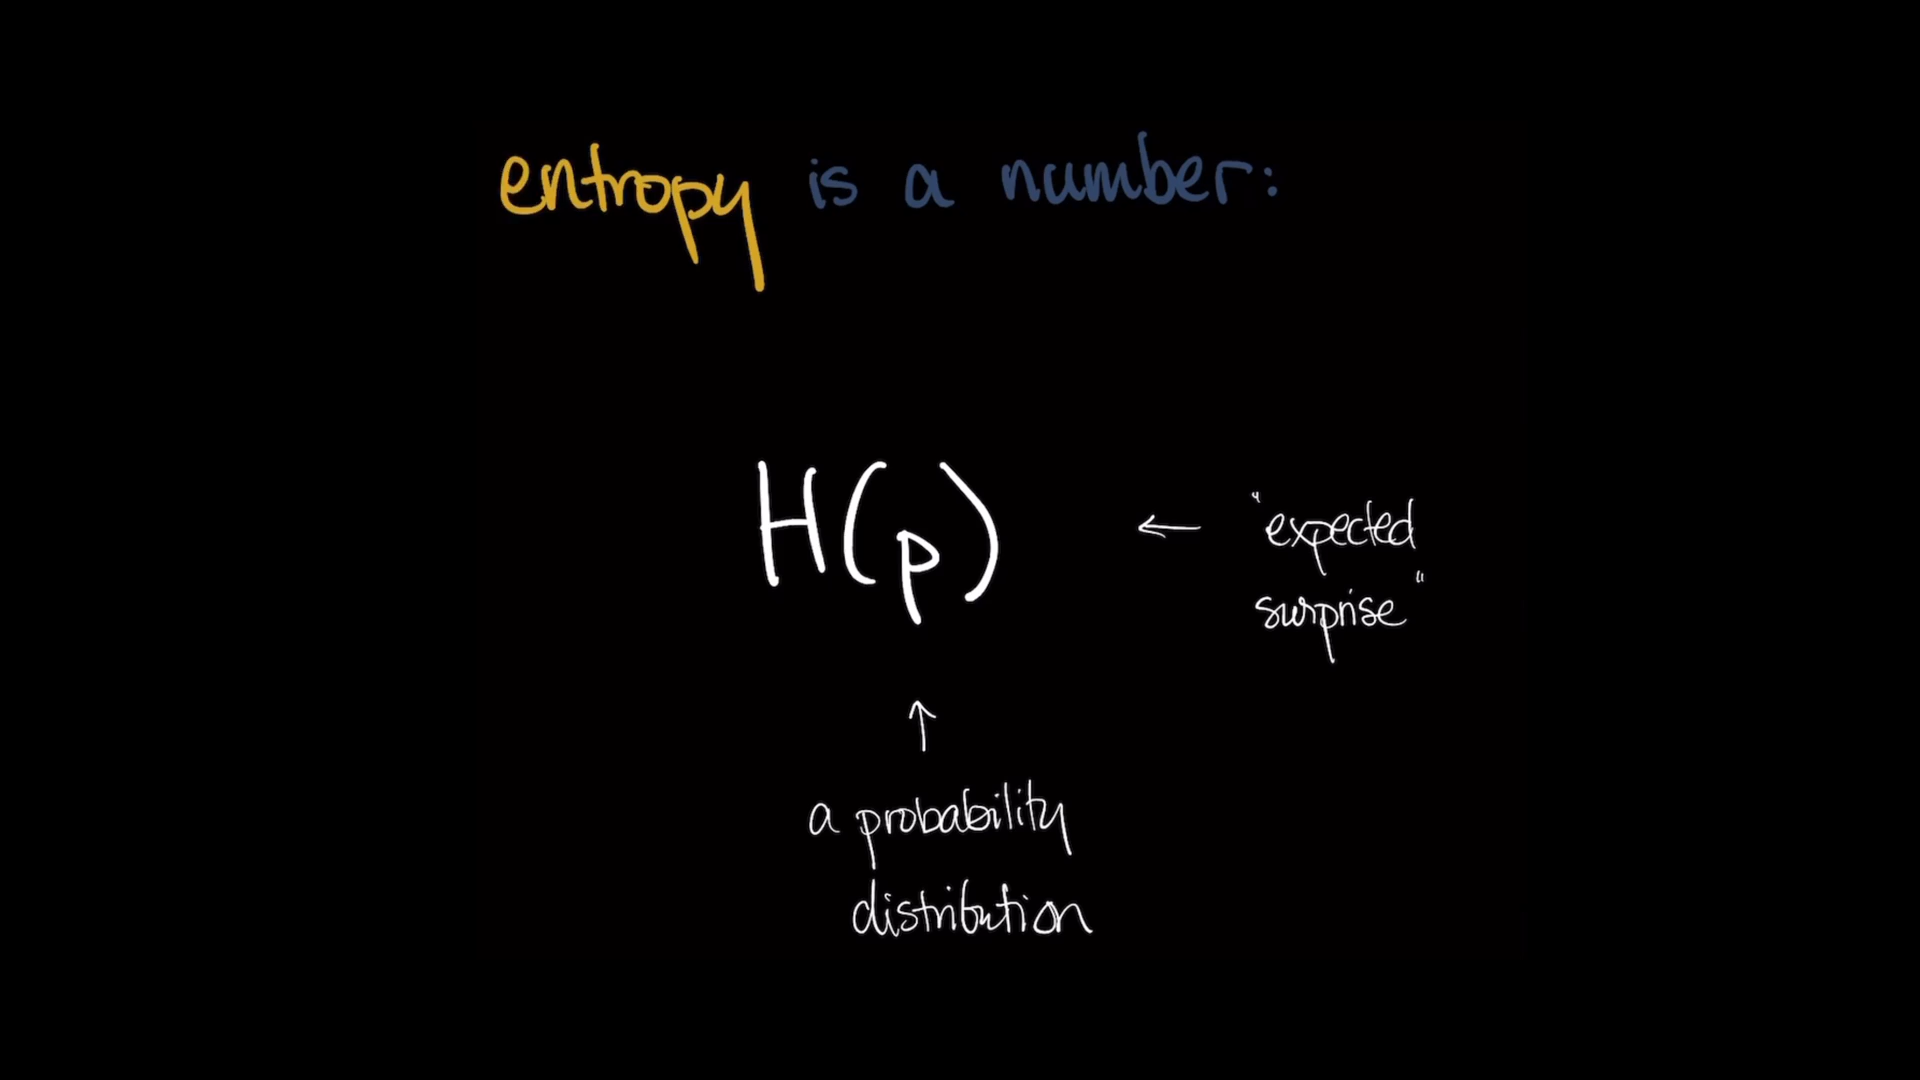 entropy is a number:
H(p)
← "expected
surprise"
↑
a probability
distribution